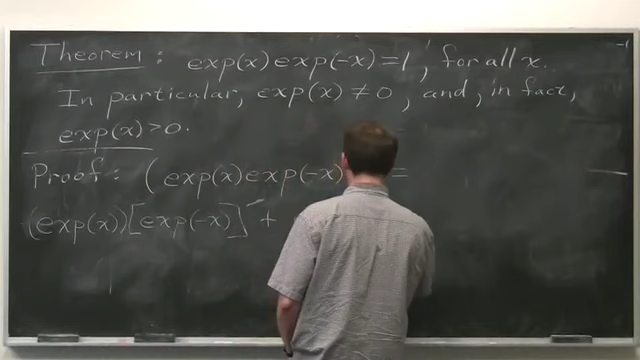 Theorem: exp(x) exp(-x) = 1, for all x.
In particular, exp(x) ≠ 0, and, in fact,
exp(x) > 0.
Proof: (exp(x) exp(-x) =
(exp(x))[exp(-x)]' +